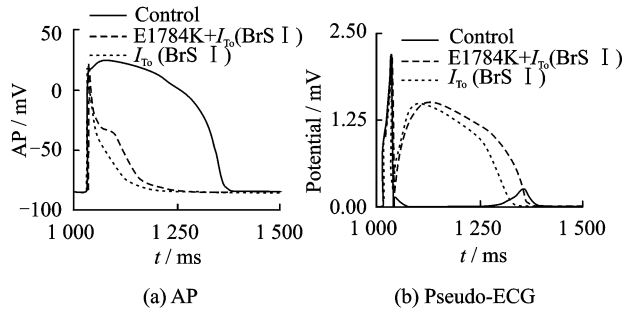 Control
E1784K+ITo(BrS Ⅰ)
ITo(BrS Ⅰ)
50
0
−50
−100
AP / mV
1 000
1 250
1 500
t / ms
(a) AP
Control
E1784K+ITo(BrS Ⅰ)
ITo(BrS Ⅰ)
2.50
1.25
0.00
Potential / mV
1 000
1 250
1 500
t / ms
(b) Pseudo-ECG